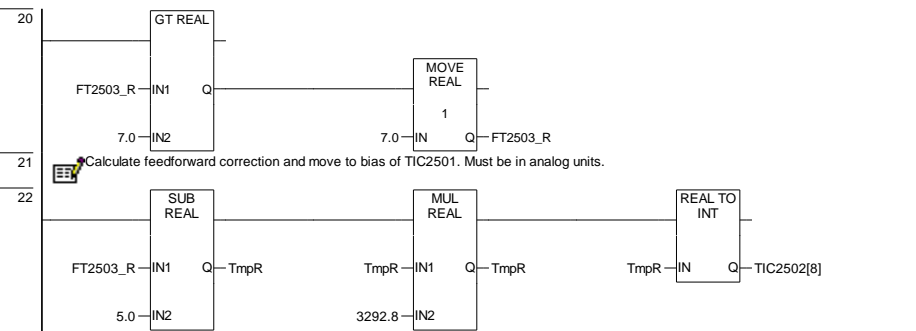 20
GT REAL
FT2503_R IN1 Q
MOVE
REAL
1
7.0 IN2
7.0 IN Q FT2503_R
21
Calculate feedforward correction and move to bias of TIC2501. Must be in analog units.
22
SUB
REAL
MUL
REAL
REAL TO
INT
FT2503_R IN1 Q TmpR
TmpR IN1 Q TmpR
TmpR IN Q TIC2502[8]
5.0 IN2
3292.8 IN2